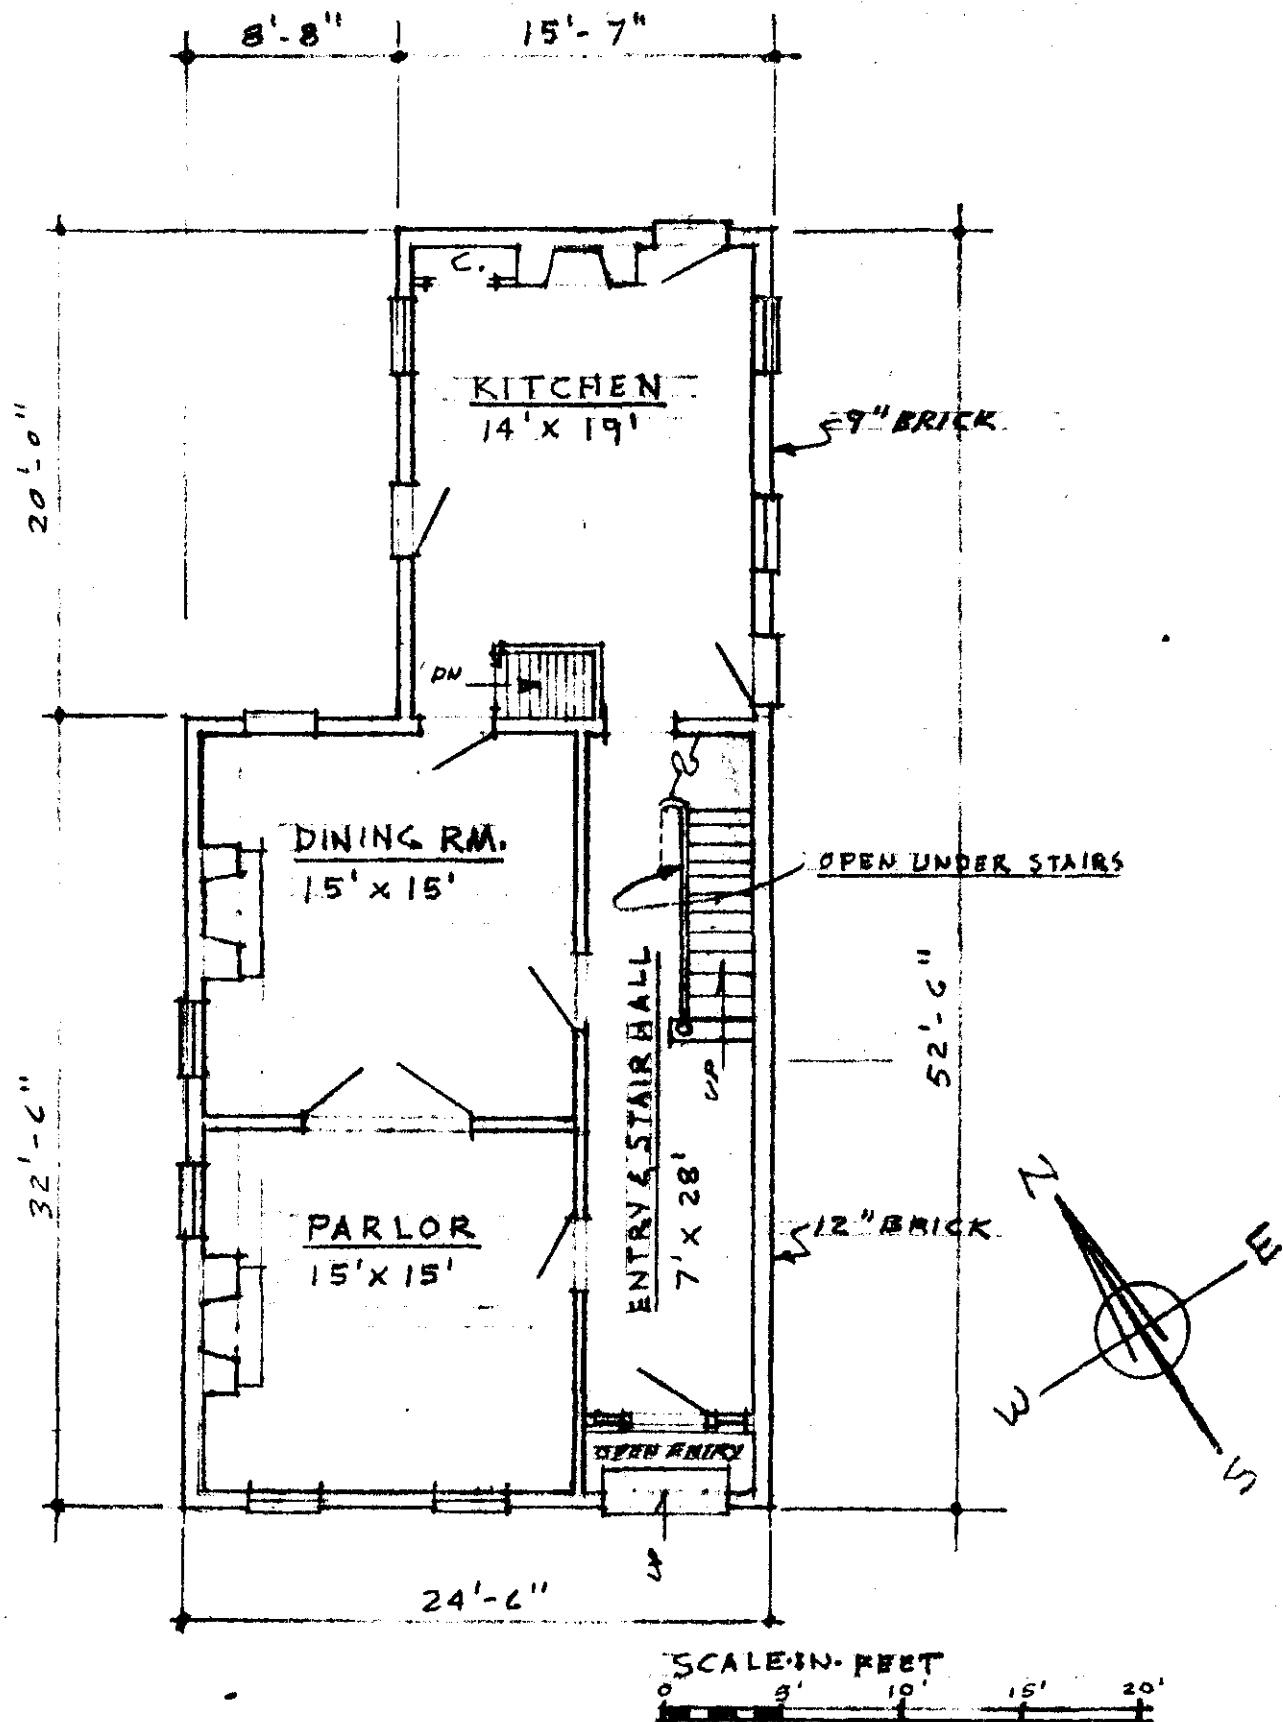 8'-8"
15'-7"
C.
KITCHEN
14' X 19'
9" BRICK
20'-0"
DN
DINING RM.
15' X 15'
OPEN UNDER STAIRS
ENTRY & STAIR HALL
7' X 28'
UP
52'-6"
32'-6"
PARLOR
15' X 15'
12" BRICK
N
E
W
S
OPEN ENTRY
UP
24'-6"
SCALE·IN·FEET
0 5' 10' 15' 20'